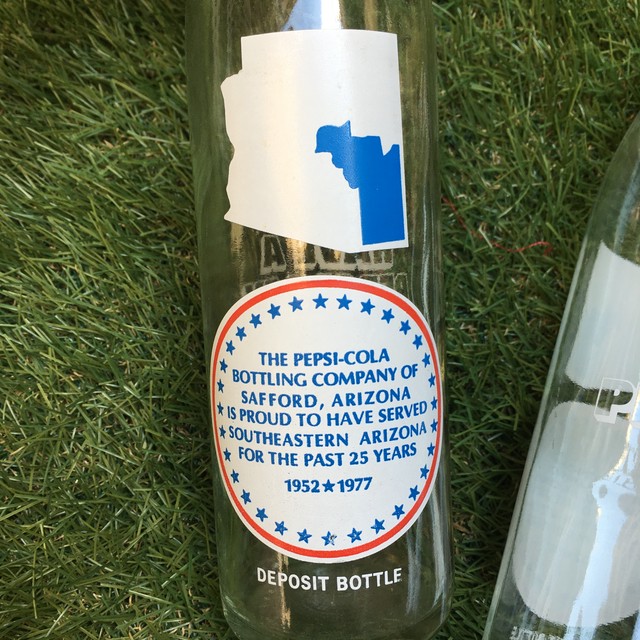 THE PEPSI-COLA
BOTTLING COMPANY OF
SAFFORD, ARIZONA
IS PROUD TO HAVE SERVED
SOUTHEASTERN ARIZONA
FOR THE PAST 25 YEARS
1952★1977
DEPOSIT BOTTLE
P